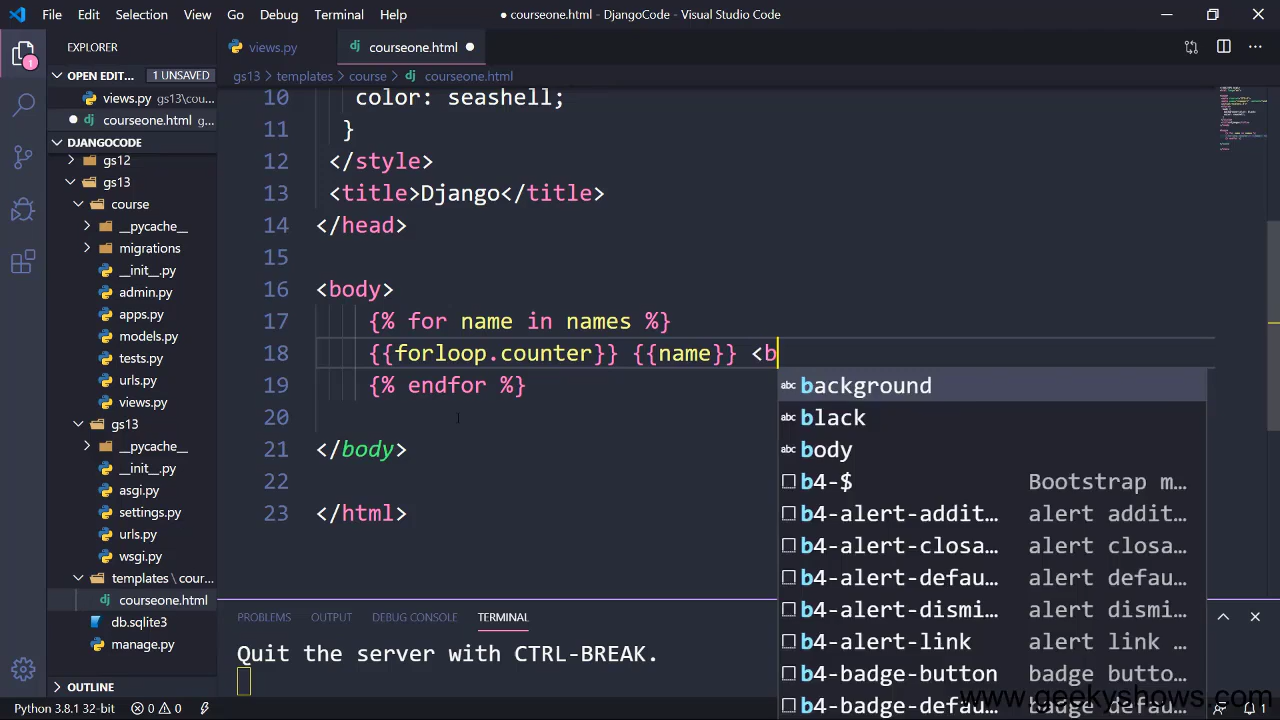 File Edit Selection View Go Debug Terminal Help
● courseone.html - DjangoCode - Visual Studio Code
EXPLORER
views.py
courseone.html ●
OPEN EDIT... 1 UNSAVED
gs13 > templates > course > courseone.html
views.py gs13\cou...
● courseone.html g...
DJANGOCODE
gs12
gs13
course
__pycache__
migrations
__init__.py
admin.py
apps.py
models.py
tests.py
urls.py
views.py
gs13
__pycache__
__init__.py
asgi.py
settings.py
urls.py
wsgi.py
templates \ cour...
courseone.html
db.sqlite3
manage.py
OUTLINE
10 color: seashell;
11 }
12 </style>
13 <title>Django</title>
14 </head>
15
16 <body>
17 {% for name in names %}
18 {{forloop.counter}} {{name}} <b
19 {% endfor %}
20
21 </body>
22
23 </html>
abc background
abc black
abc body
b4-$ Bootstrap m...
b4-alert-addit... alert addit...
b4-alert-closa... alert closa...
b4-alert-defau... alert defau...
b4-alert-dismi... alert dismi...
b4-alert-link alert link ...
b4-badge-button badge butto...
b4-badge-defau... badge defau...
PROBLEMS OUTPUT DEBUG CONSOLE TERMINAL
Quit the server with CTRL-BREAK.
www.geekyshows.com
Python 3.8.1 32-bit 0 0 1